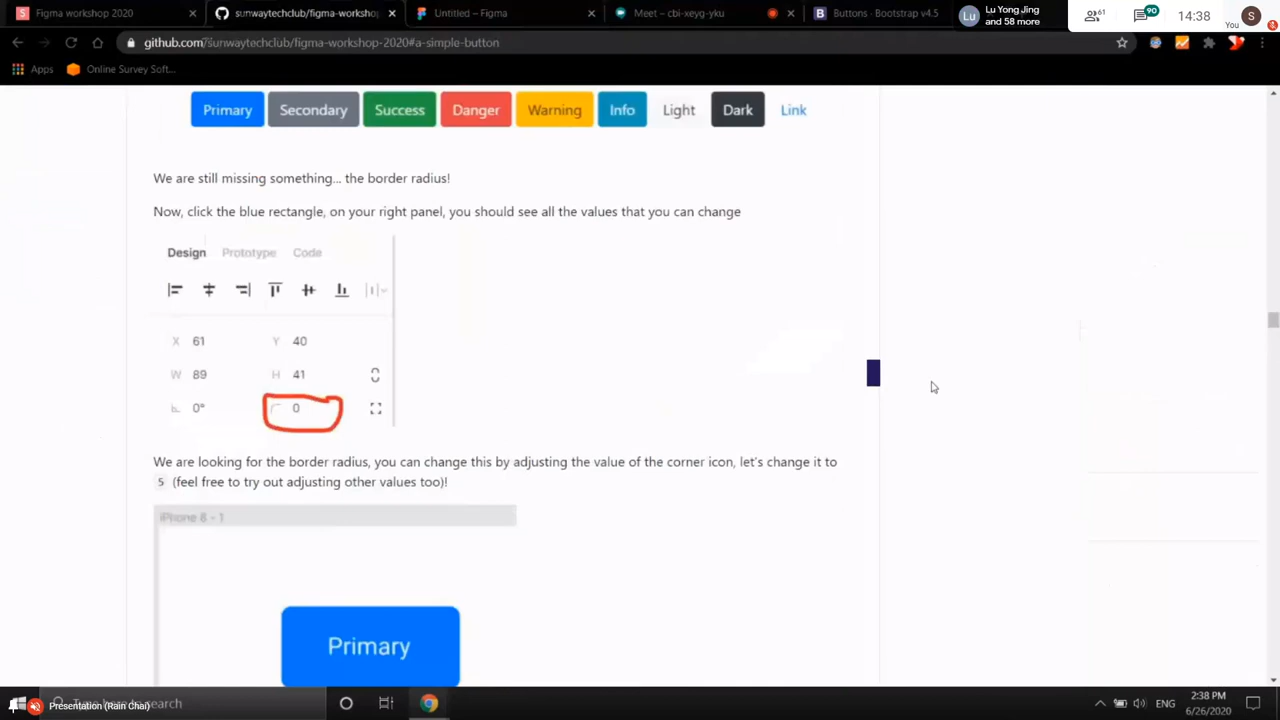 Figma workshop 2020
sunwaytechclub/figma-workshop
Untitled – Figma
Meet – cbi-xeyg-yku
Buttons · Bootstrap v4.5
Lu
Lu Yong Jing
and 58 more
61
90
14:38
You
S
github.com/sunwaytechclub/figma-workshop-2020#a-simple-button
Apps
Online Survey Soft...
Primary
Secondary
Success
Danger
Warning
Info
Light
Dark
Link
We are still missing something... the border radius!
Now, click the blue rectangle, on your right panel, you should see all the values that you can change
Design
Prototype
Code
X 61
Y 40
W 89
H 41
0°
0
We are looking for the border radius, you can change this by adjusting the value of the corner icon, let's change it to
5 (feel free to try out adjusting other values too)!
iPhone 8 - 1
Primary
Presentation (Rain Chai)
to search
ENG
2:38 PM
6/26/2020